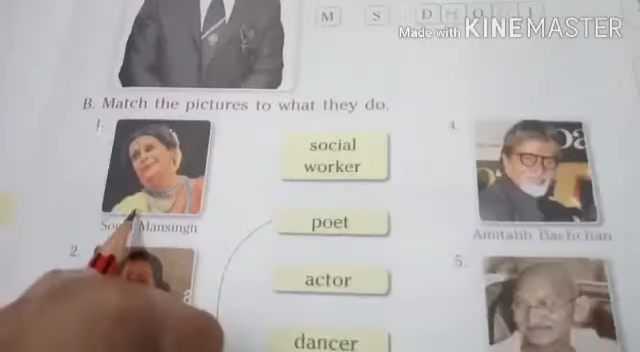 M S D O
Made with KINEMASTER
B. Match the pictures to what they do.
1.
4.
social
worker
Mansingh
poet
Amitabh Bachchan
2.
5.
actor
dancer